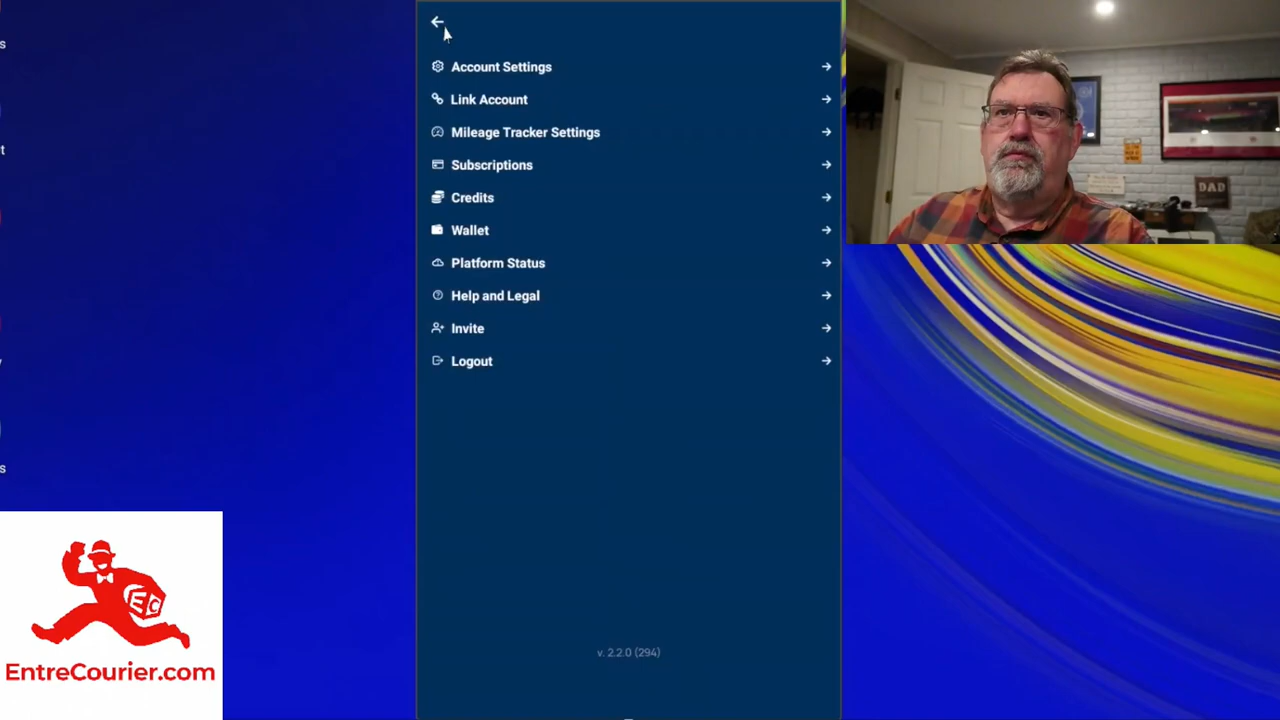 Account Settings
Link Account
Mileage Tracker Settings
Subscriptions
Credits
Wallet
Platform Status
Help and Legal
Invite
Logout
v. 2.2.0 (294)
DAD
EC
EntreCourier.com